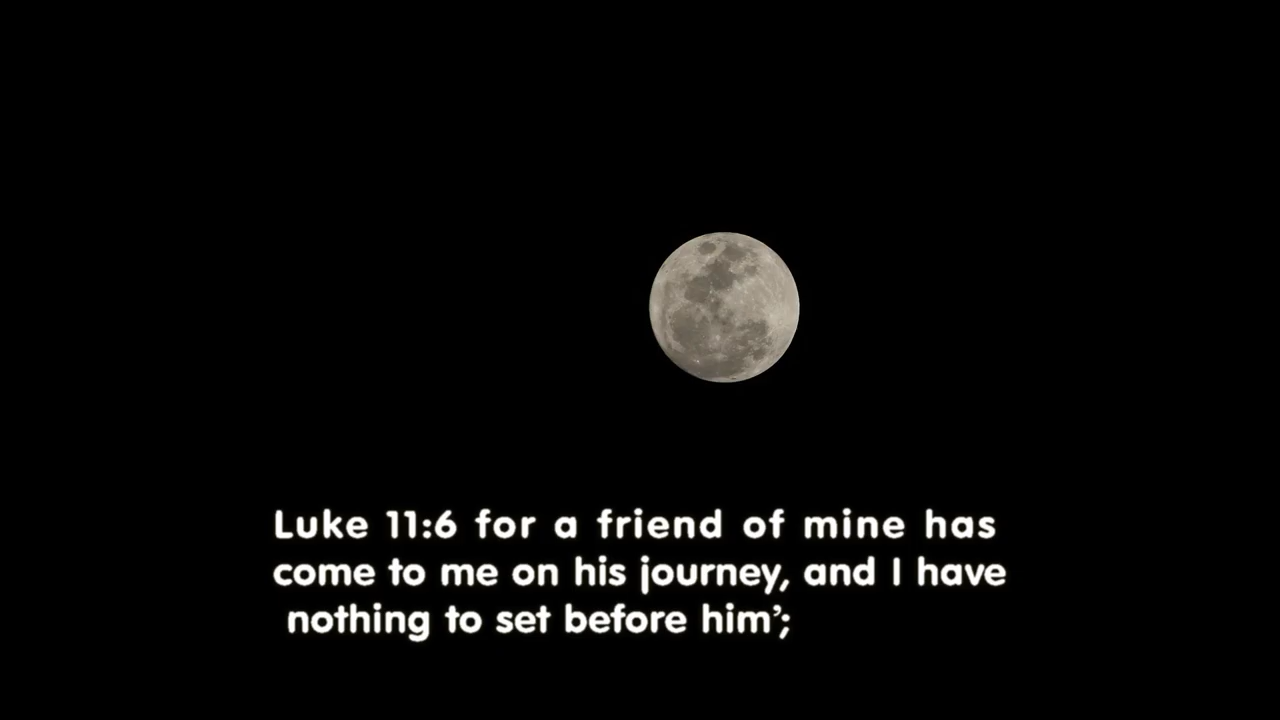 Luke 11:6 for a friend of mine has
come to me on his journey, and I have
nothing to set before him’;